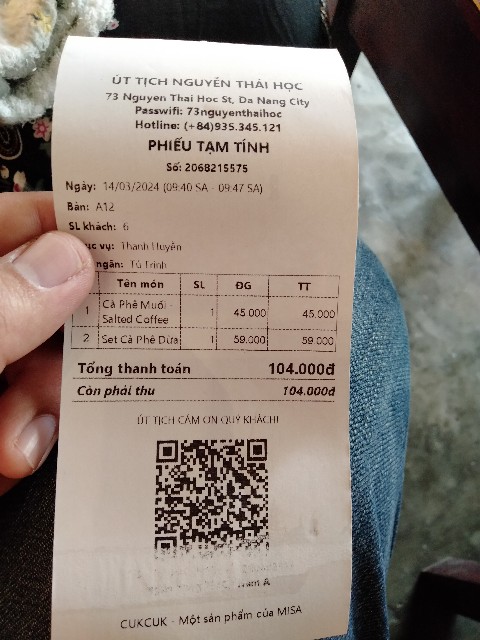 ÚT TỊCH NGUYỄN THÁI HỌC
73 Nguyen Thai Hoc St, Da Nang City
Passwifi: 73nguyenthaihoc
Hotline: (+84)935.345.121
PHIẾU TẠM TÍNH
Số: 2068215575
Ngày: 14/03/2024 (09:40 SA - 09:47 SA)
Bàn: A12
SL khách: 6
ục vụ: Thanh Huyền
ngân: Tú Trinh
Tên món SL ĐG TT
1 Cà Phê Muối - Salted Coffee 1 45.000 45.000
2 Set Cà Phê Dừa 1 59.000 59.000
Tổng thanh toán 104.000đ
Còn phải thu 104.000đ
ÚT TỊCH CẢM ƠN QUÝ KHÁCH!
CUKCUK - Một sản phẩm của MISA